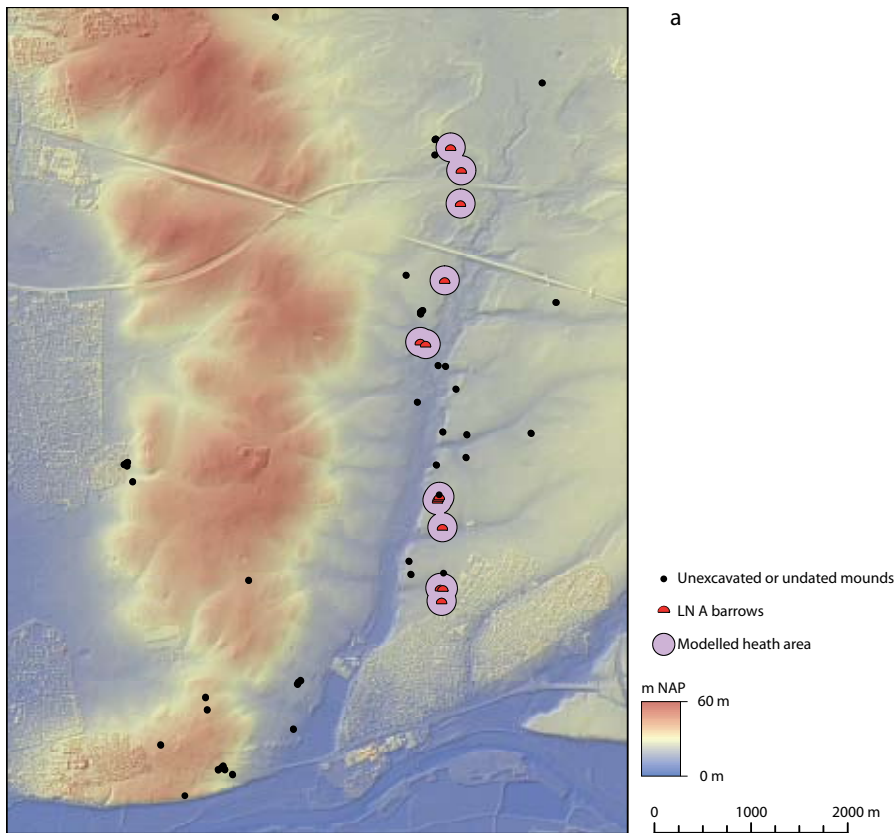 a
Unexcavated or undated mounds
LN A barrows
Modelled heath area
m NAP
60 m
0 m
0 1000 2000 m